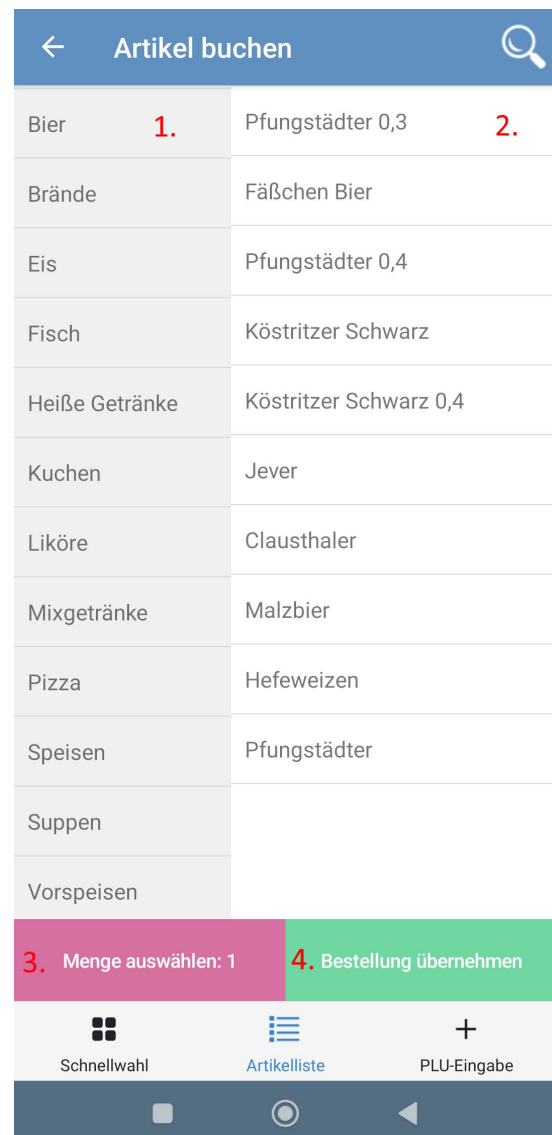 Artikel buchen
Bier 1. Pfungstädter 0,3 2.
Brände Fäßchen Bier
Eis Pfungstädter 0,4
Fisch Köstritzer Schwarz
Heiße Getränke Köstritzer Schwarz 0,4
Kuchen Jever
Liköre Clausthaler
Mixgetränke Malzbier
Pizza Hefeweizen
Speisen Pfungstädter
Suppen
Vorspeisen
3. Menge auswählen: 1 4. Bestellung übernehmen
Schnellwahl Artikelliste PLU-Eingabe